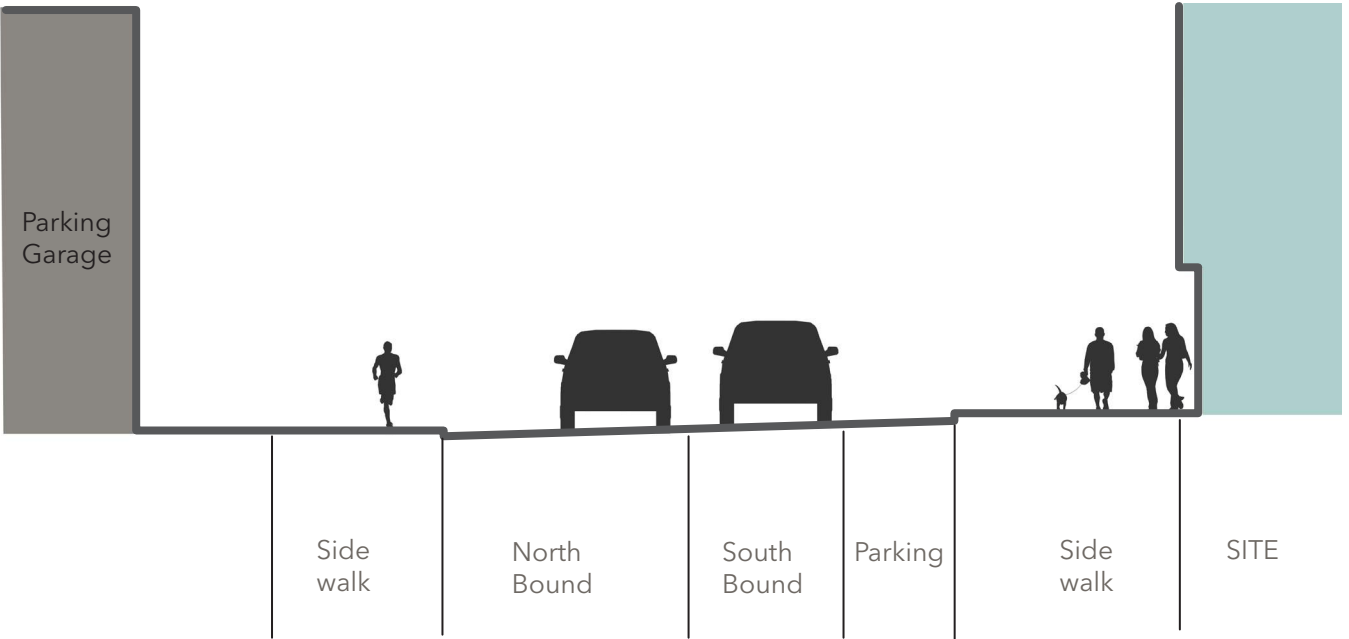 Parking
Garage
Side
walk
North
Bound
South
Bound
Parking
Side
walk
SITE